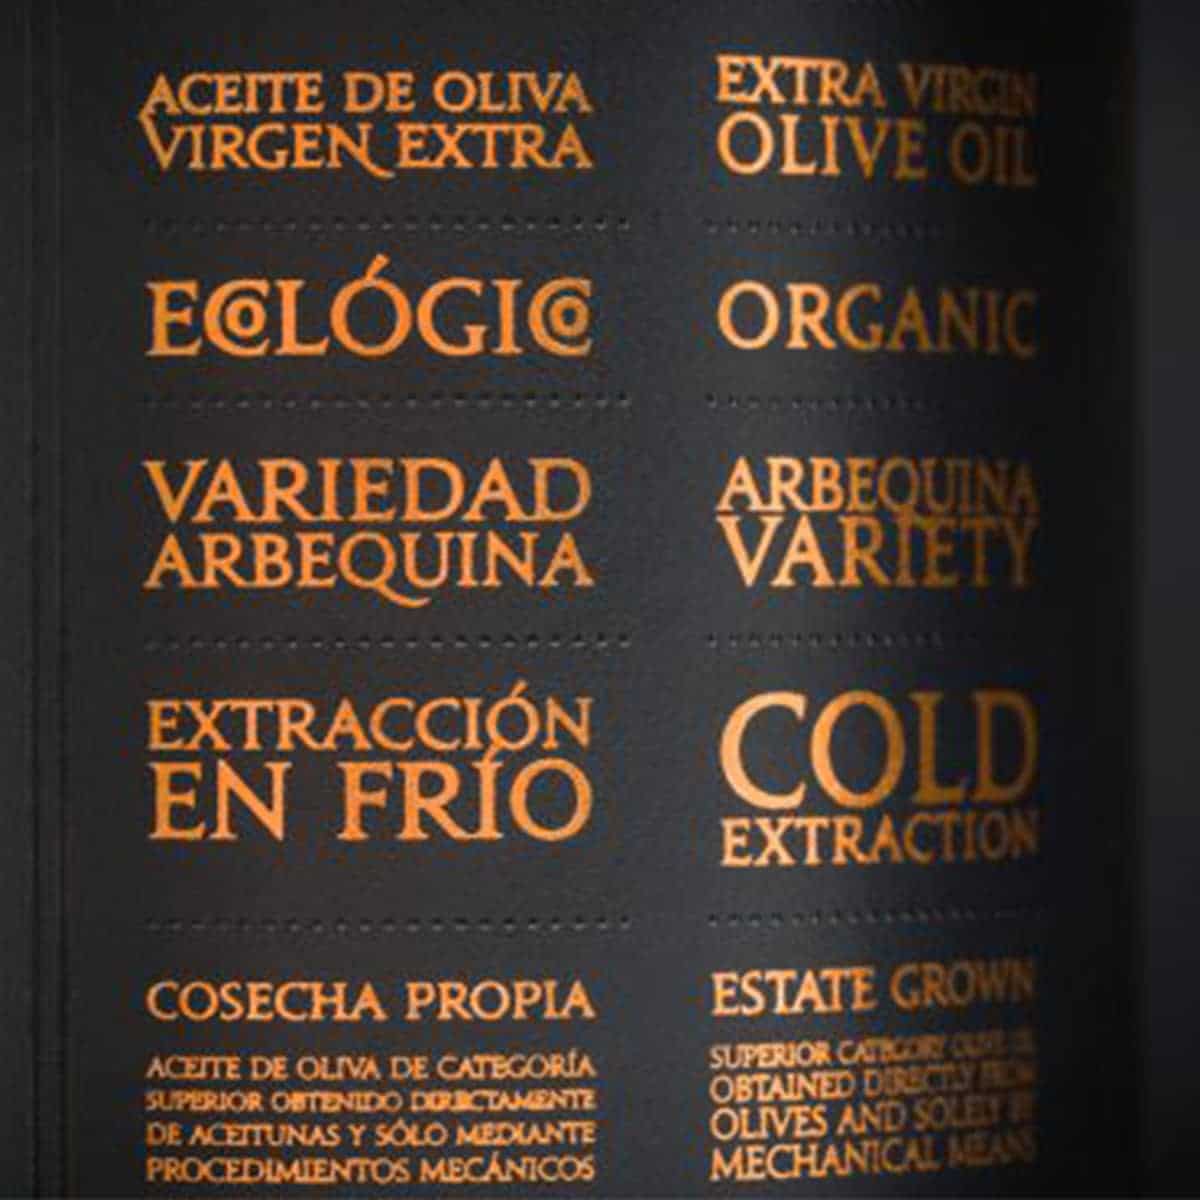 ACEITE DE OLIVA
VIRGEN EXTRA
ECOLÓGICO
VARIEDAD
ARBEQUINA
EXTRACCIÓN
EN FRÍO
COSECHA PROPIA
ACEITE DE OLIVA DE CATEGORÍA
SUPERIOR OBTENIDO DIRECTAMENTE
DE ACEITUNAS Y SÓLO MEDIANTE
PROCEDIMIENTOS MECÁNICOS
EXTRA VIRGIN
OLIVE OIL
ORGANIC
ARBEQUINA
VARIETY
COLD
EXTRACTION
ESTATE GROWN
SUPERIOR CATEGORY OLIVE OIL
OBTAINED DIRECTLY FROM
OLIVES AND SOLELY BY
MECHANICAL MEANS